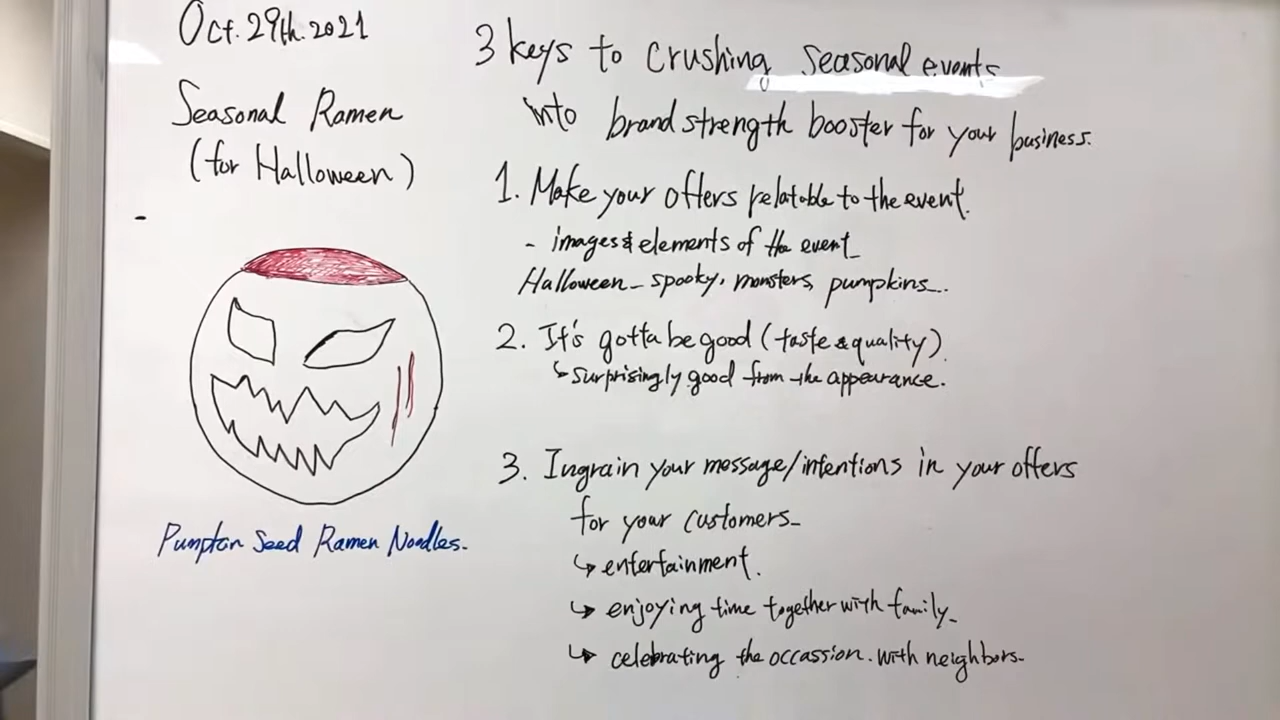 Oct. 29th. 2021
Seasonal Ramen
(for Halloween)
Pumpkin Seed Ramen Noodles.
3 keys to crushing seasonal events
into brand strength booster for your business.
1. Make your offers relatable to the event.
- images & elements of the event_
Halloween_ spooky, monsters, pumpkins_.
2. It's gotta be good (taste & quality).
↳ surprisingly good from the appearance.
3. Ingrain your message/intentions in your offers
for your customers_
↳ entertainment.
↳ enjoying time together with family_
↳ celebrating the occassion. with neighbors_